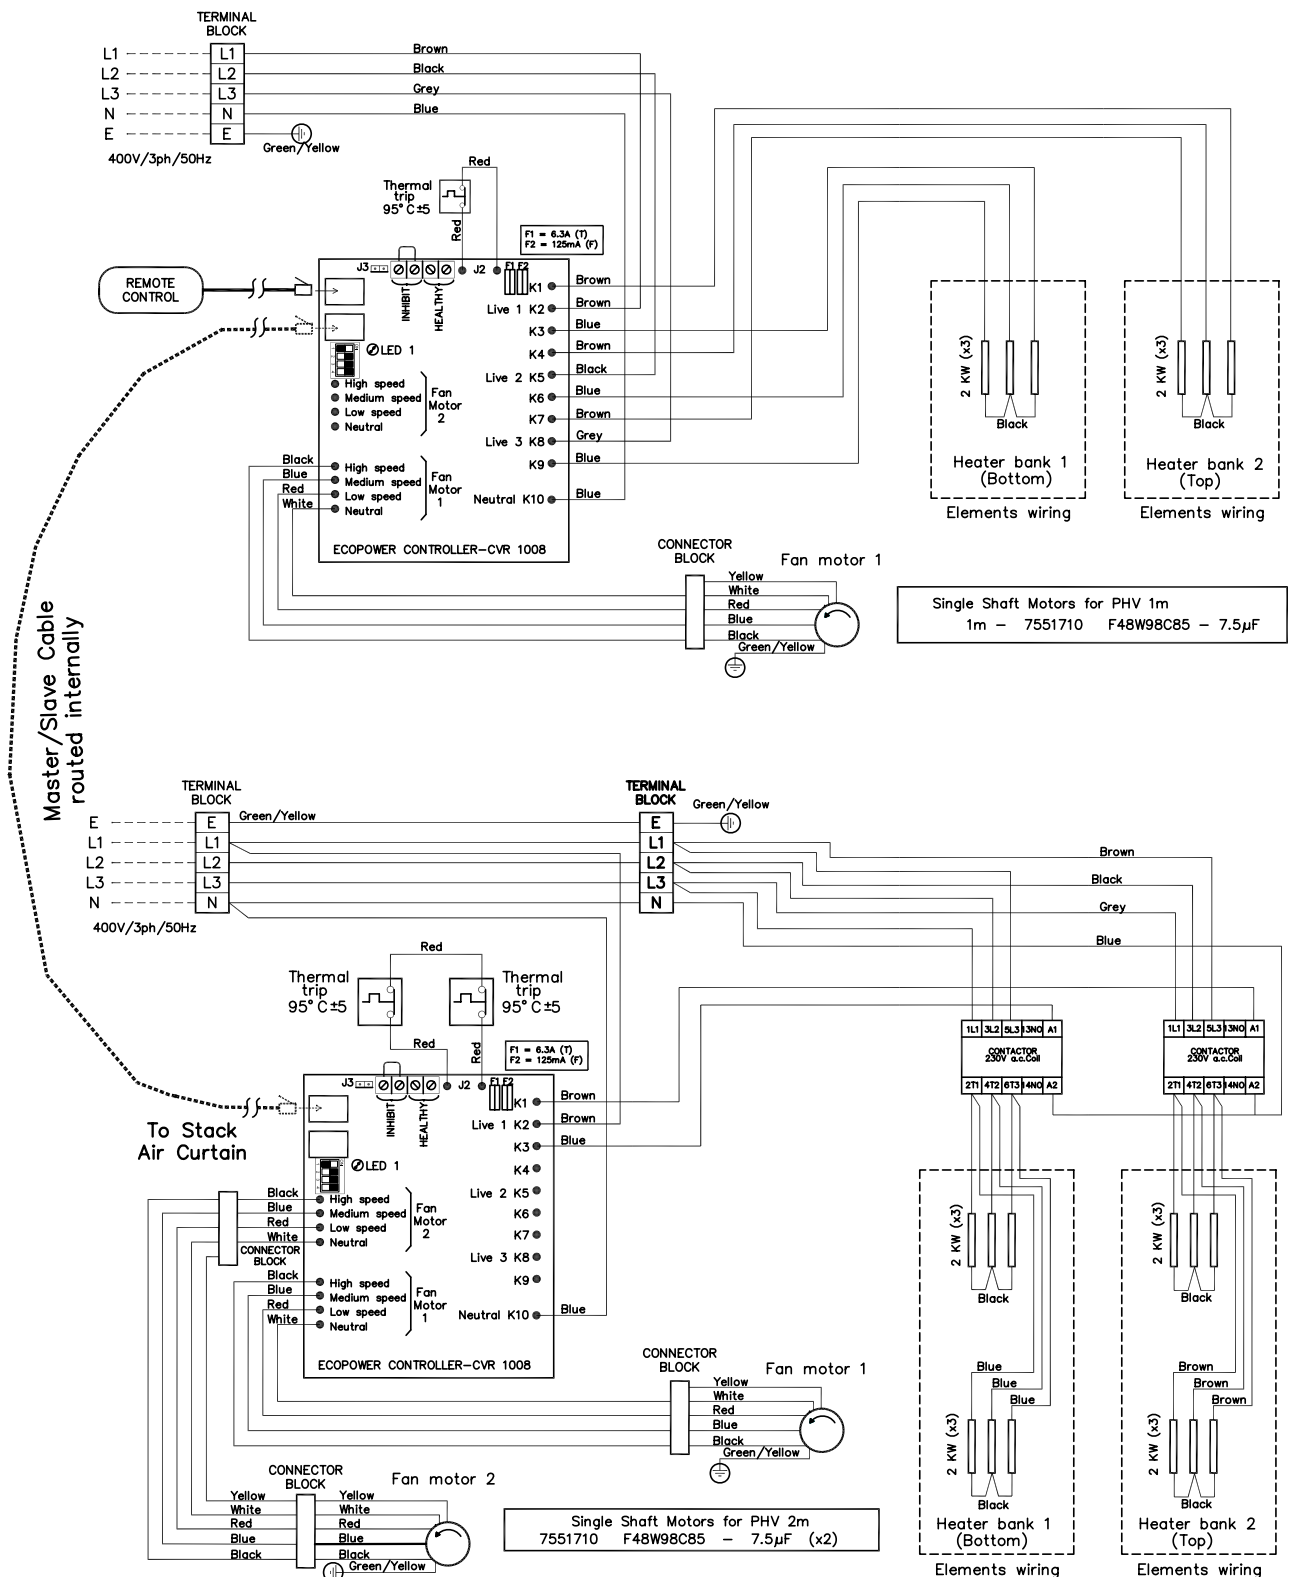 TERMINAL
BLOCK
L1 L1 Brown
L2 L2 Black
L3 L3 Grey
N N Blue
E E
Green/Yellow
400V/3ph/50Hz
Red
Thermal
trip
95°C±5
Red
F1 = 6.3A (T)
F2 = 125mA (F)
REMOTE
CONTROL
J3
J2
F1 F2
INHIBIT
HEALTHY
K1 Brown
Live 1 K2 Brown
K3 Blue
K4 Brown
Live 2 K5 Black
K6 Blue
K7 Brown
Live 3 K8 Grey
K9 Blue
Neutral K10 Blue
LED 1
High speed
Medium speed
Low speed
Neutral
Fan
Motor
2
Black
Blue
Red
White
High speed
Medium speed
Low speed
Neutral
Fan
Motor
1
ECOPOWER CONTROLLER-CVR 1008
2 KW (x3)
Black
Heater bank 1
(Bottom)
Elements wiring
2 KW (x3)
Black
Heater bank 2
(Top)
Elements wiring
CONNECTOR
BLOCK
Fan motor 1
Yellow
White
Red
Blue
Black
Green/Yellow
Single Shaft Motors for PHV 1m
1m - 7551710 F48W98C85 - 7.5µF
Master/Slave Cable
routed internally
TERMINAL
BLOCK
E E Green/Yellow
L1 L1
L2 L2
L3 L3
N N
400V/3ph/50Hz
TERMINAL
BLOCK
E
L1
L2
L3
N
Green/Yellow
Brown
Black
Grey
Blue
Red
Thermal
trip
95°C±5
Thermal
trip
95°C±5
Red
Red
F1 = 6.3A (T)
F2 = 125mA (F)
J3
J2
F1 F2
INHIBIT
HEALTHY
K1 Brown
Live 1 K2 Brown
K3 Blue
K4
Live 2 K5
K6
K7
Live 3 K8
K9
Neutral K10 Blue
To Stack
Air Curtain
LED 1
Black
Blue
Red
White
CONNECTOR
BLOCK
High speed
Medium speed
Low speed
Neutral
Fan
Motor
2
Black
Blue
Red
White
High speed
Medium speed
Low speed
Neutral
Fan
Motor
1
ECOPOWER CONTROLLER-CVR 1008
1L1 3L2 5L3 13NO A1
CONTACTOR
230V a.c.Coil
2T1 4T2 6T3 14NO A2
1L1 3L2 5L3 13NO A1
CONTACTOR
230V a.c.Coil
2T1 4T2 6T3 14NO A2
2 KW (x3)
Black
Blue
Blue
Blue
2 KW (x3)
Black
Heater bank 1
(Bottom)
Elements wiring
2 KW (x3)
Black
Brown
Brown
Brown
2 KW (x3)
Black
Heater bank 2
(Top)
Elements wiring
CONNECTOR
BLOCK
Fan motor 1
Yellow
White
Red
Blue
Black
Green/Yellow
CONNECTOR
BLOCK
Fan motor 2
Yellow Yellow
White White
Red Red
Blue Blue
Black Black
Green/Yellow
Single Shaft Motors for PHV 2m
7551710 F48W98C85 - 7.5µF (x2)